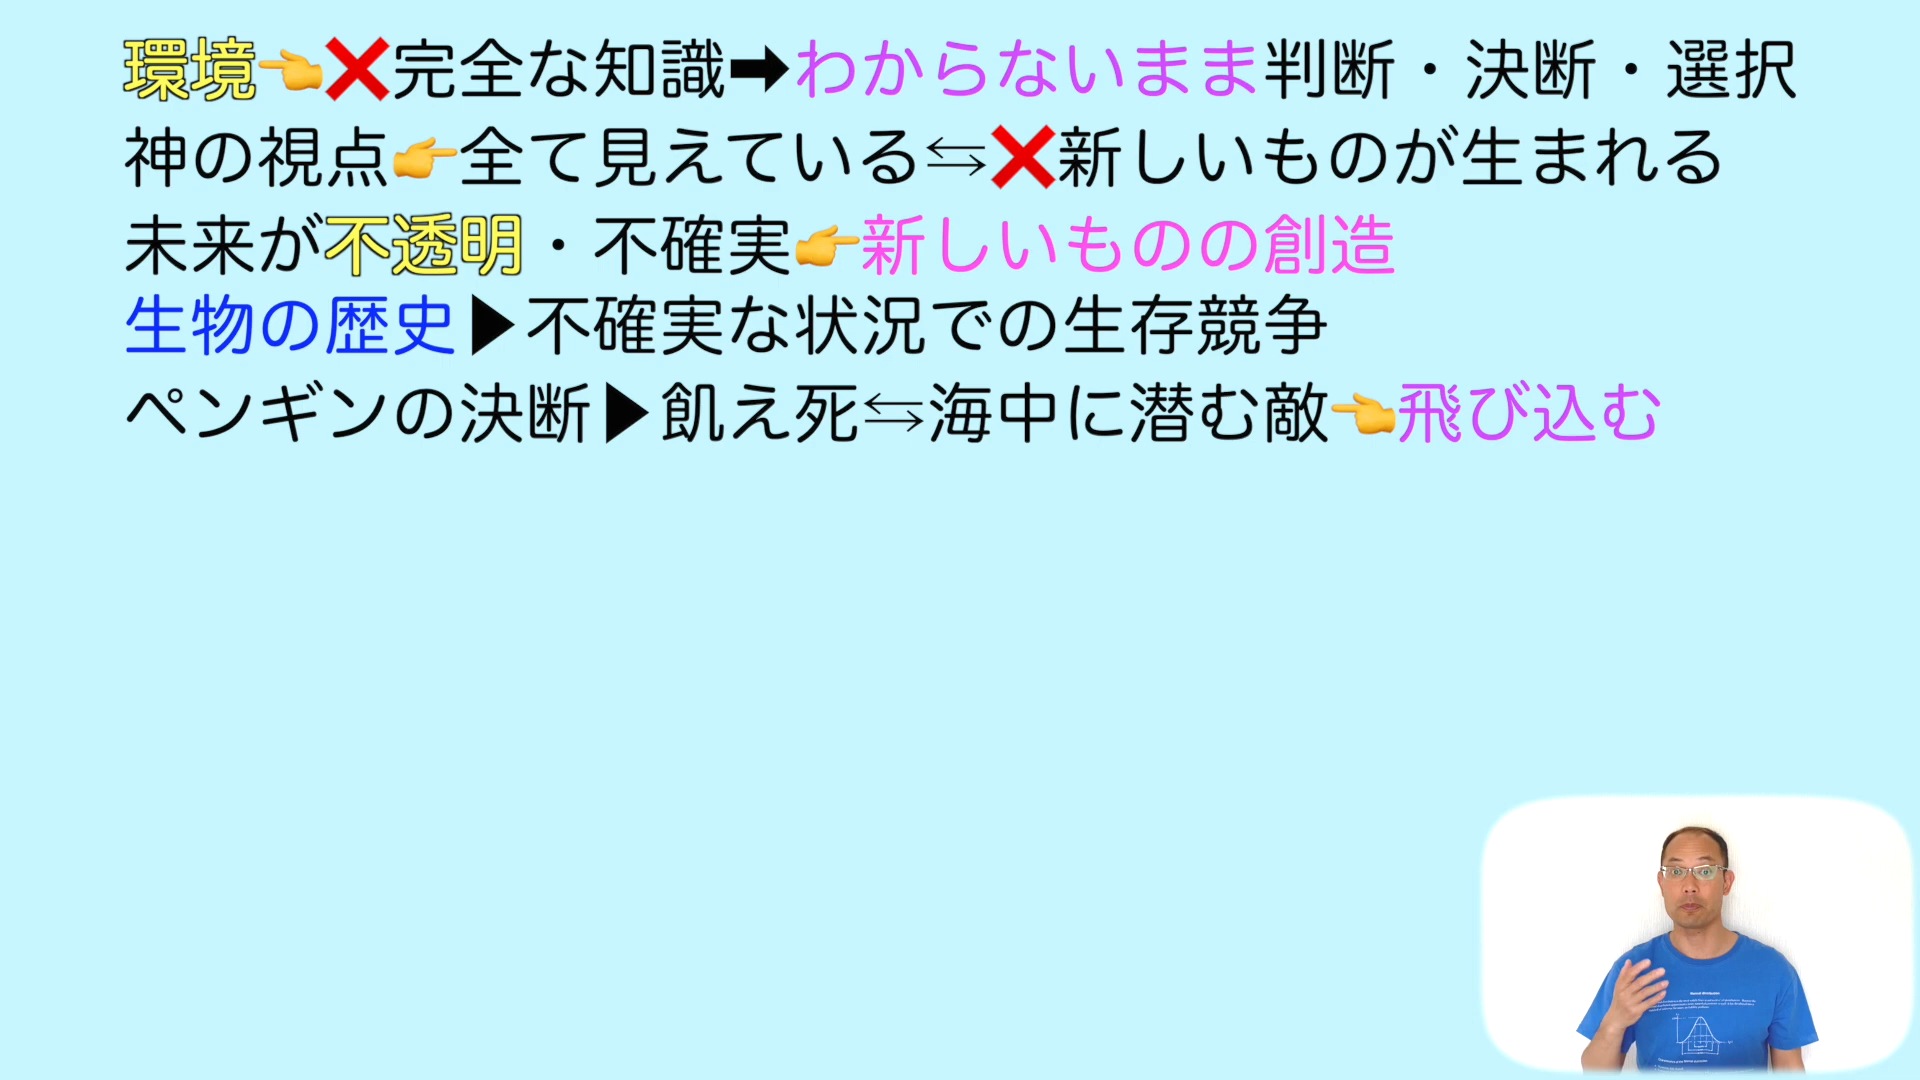 環境👈❌完全な知識➡わからないまま判断・決断・選択
神の視点👉全て見えている⇆❌新しいものが生まれる
未来が不透明・不確実👉新しいものの創造
生物の歴史▶不確実な状況での生存競争
ペンギンの決断▶飢え死⇆海中に潜む敵👈飛び込む